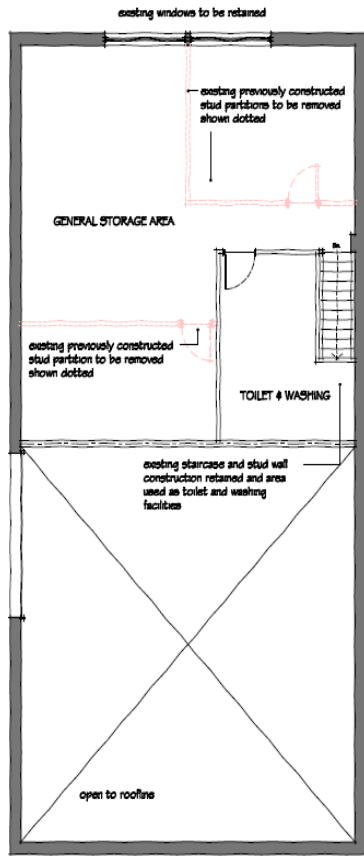 existing windows to be retained
existing previously constructed
stud partitions to be removed
shown dotted
GENERAL STORAGE AREA
Dn
existing previously constructed
stud partition to be removed
shown dotted
TOILET & WASHING
existing staircase and stud wall
construction retained and area
used as toilet and washing
facilities
open to roofline